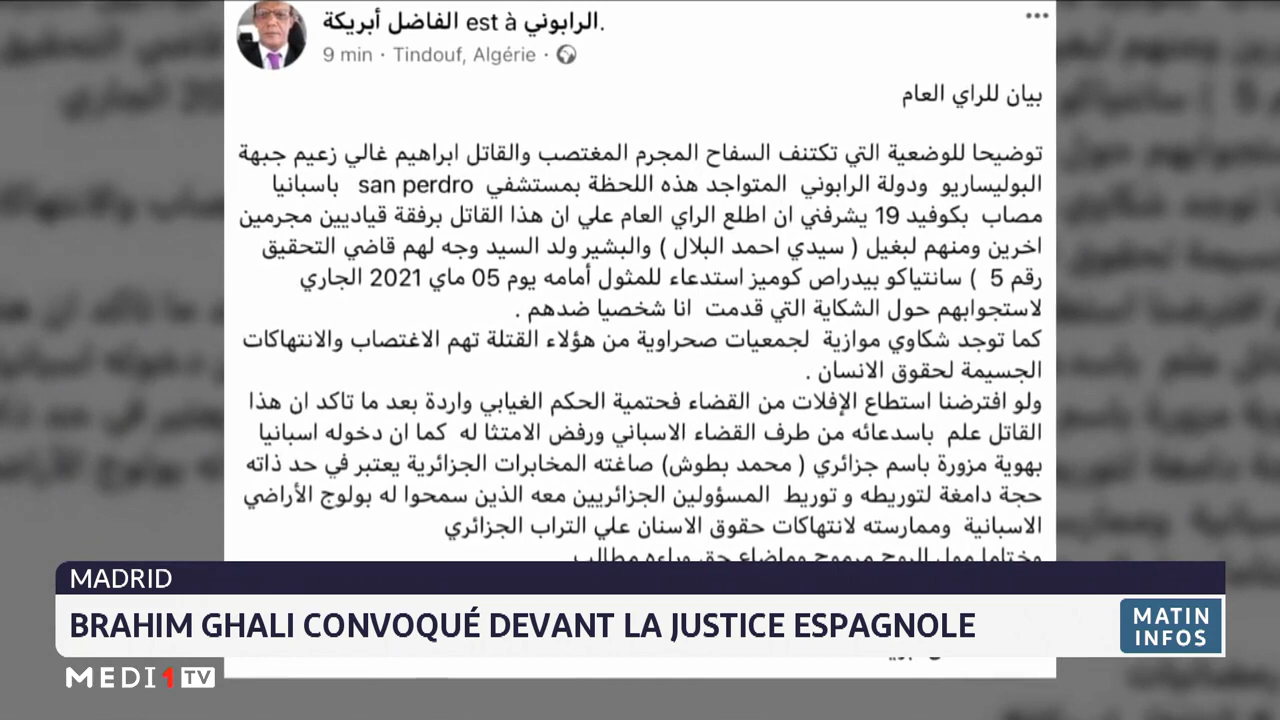 الفاضل أبريكة est à الرابوني.
9 min · Tindouf, Algérie ·
بيان للراي العام
توضيحا للوضعية التي تكتنف السفاح المجرم المغتصب والقاتل ابراهيم غالي زعيم جبهة
البوليساريو ودولة الرابوني المتواجد هذه اللحظة بمستشفي san perdro باسبانيا
مصاب بكوفيد 19 يشرفني ان اطلع الراي العام علي ان هذا القاتل برفقة قياديين مجرمين
اخرين ومنهم لبغيل ( سيدي احمد البلال ) والبشير ولد السيد وجه لهم قاضي التحقيق
رقم 5 ) سانتياكو بيدراص كوميز استدعاء للمثول أمامه يوم 05 ماي 2021 الجاري
لاستجوابهم حول الشكاية التي قدمت انا شخصيا ضدهم .
كما توجد شكاوي موازية لجمعيات صحراوية من هؤلاء القتلة تهم الاغتصاب والانتهاكات
الجسيمة لحقوق الانسان .
ولو افترضنا استطاع الإفلات من القضاء فحتمية الحكم الغيابي واردة بعد ما تاكد ان هذا
القاتل علم باسدعائه من طرف القضاء الاسباني ورفض الامتثا له كما ان دخوله اسبانيا
بهوية مزورة باسم جزائري ( محمد بطوش) صاغته المخابرات الجزائرية يعتبر في حد ذاته
حجة دامغة لتوريطه و توريط المسؤولين الجزائريين معه الذين سمحوا له بولوج الأراضي
الاسبانية وممارسته لانتهاكات حقوق الاسنان علي التراب الجزائري
MADRID
BRAHIM GHALI CONVOQUÉ DEVANT LA JUSTICE ESPAGNOLE
MATIN
INFOS
MEDI1 TV